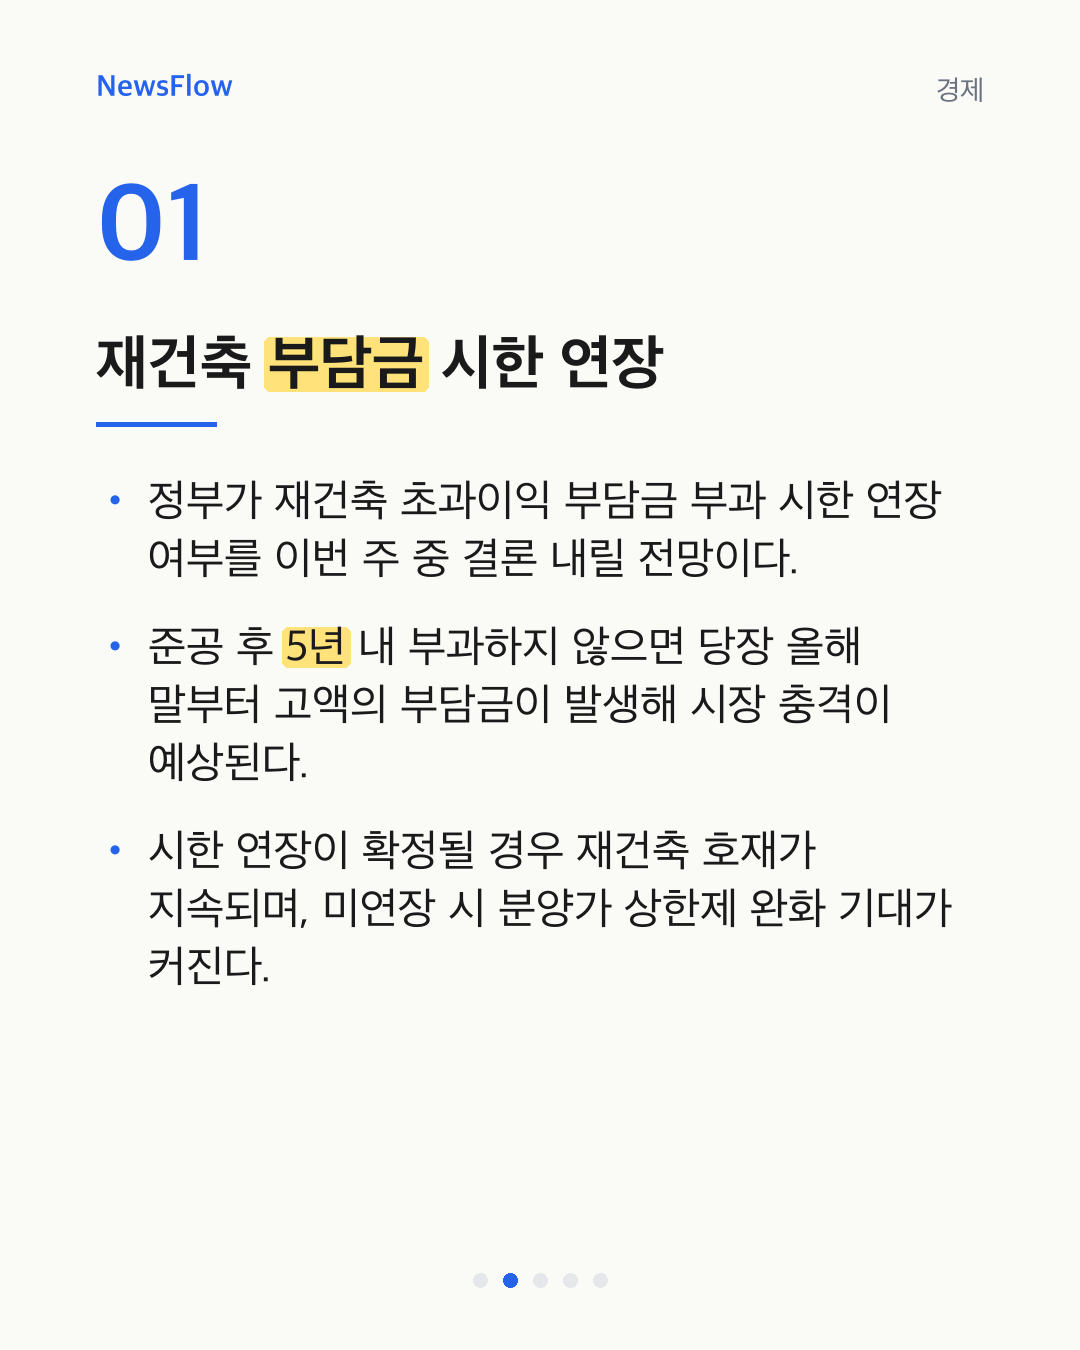 NewsFlow
경제
01
재건축 부담금 시한 연장
• 정부가 재건축 초과이익 부담금 부과 시한 연장
여부를 이번 주 중 결론 내릴 전망이다.
• 준공 후 5년 내 부과하지 않으면 당장 올해
말부터 고액의 부담금이 발생해 시장 충격이
예상된다.
• 시한 연장이 확정될 경우 재건축 호재가
지속되며, 미연장 시 분양가 상한제 완화 기대가
커진다.